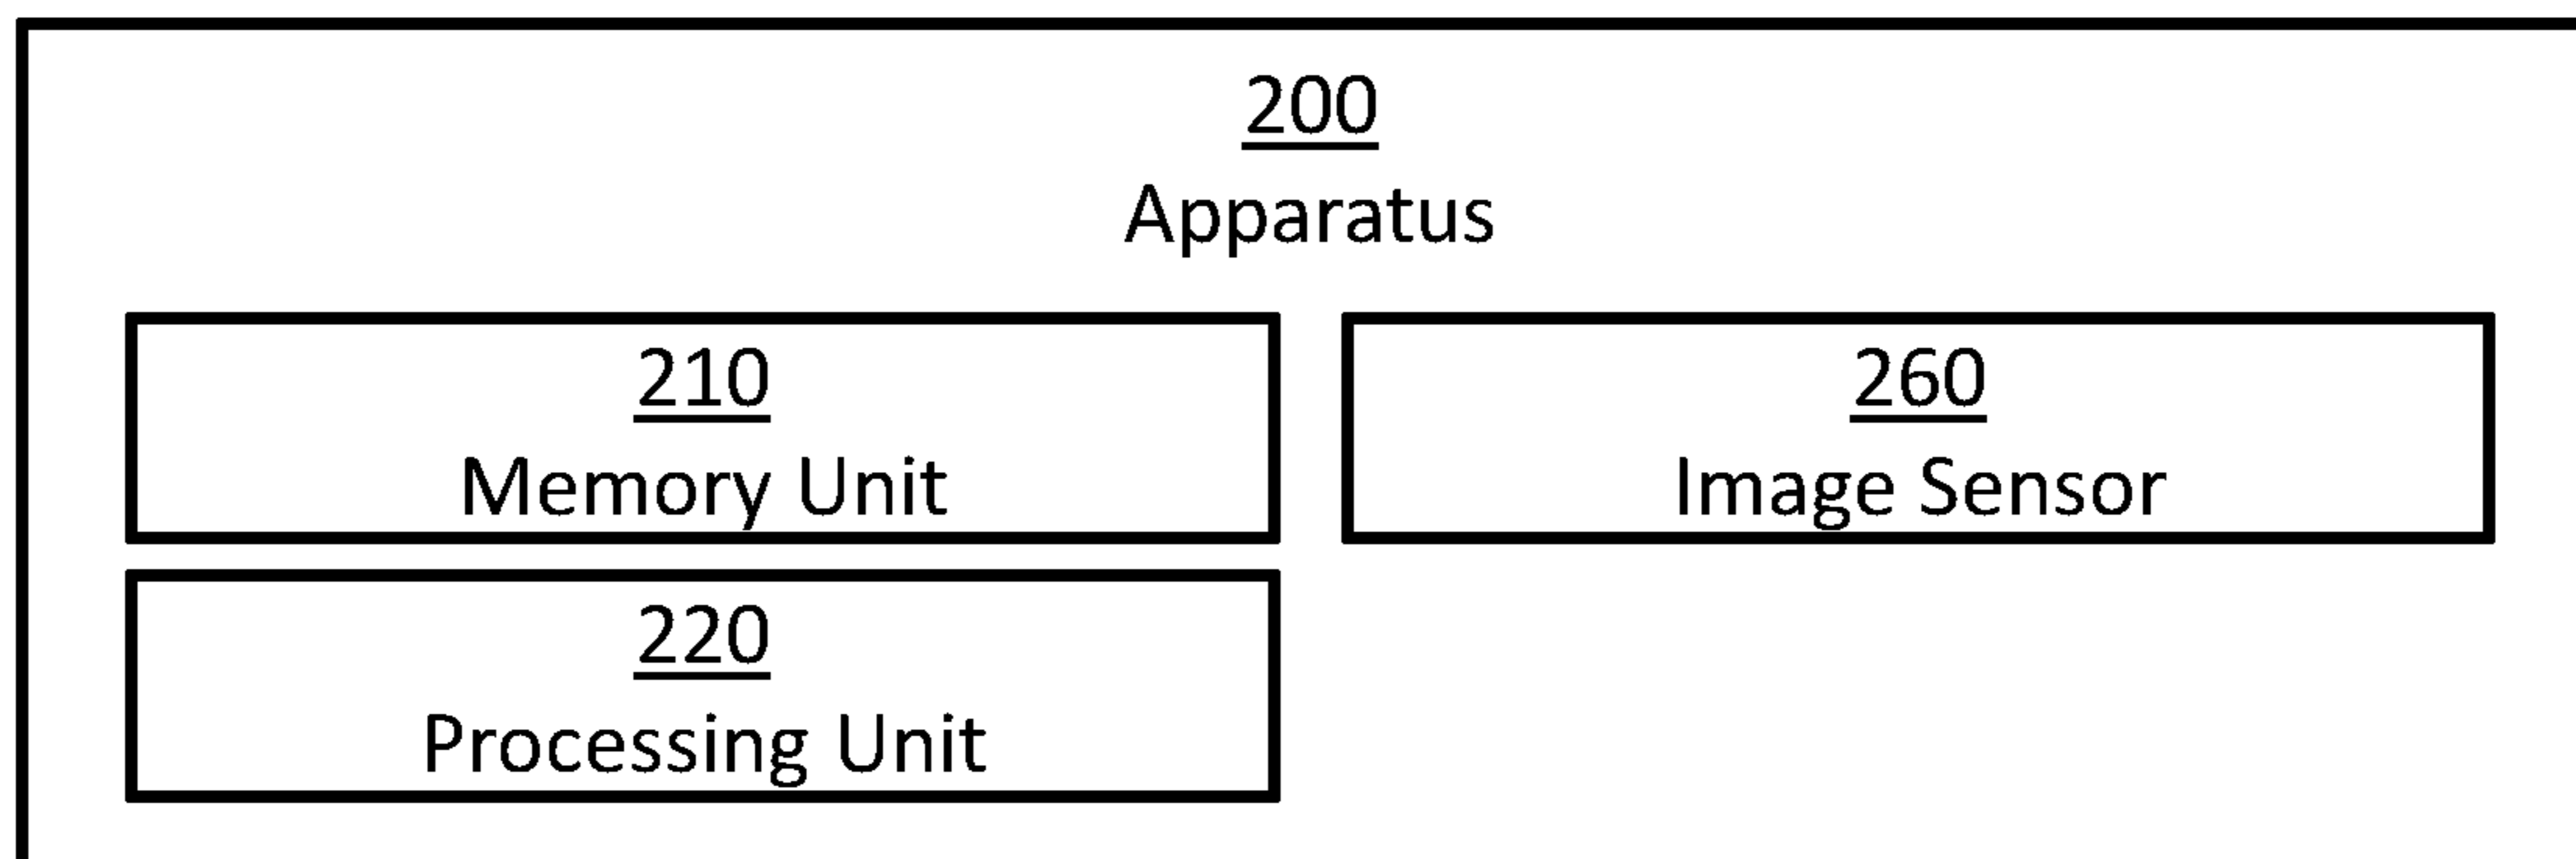 200
Apparatus
210
Memory Unit
260
Image Sensor
220
Processing Unit